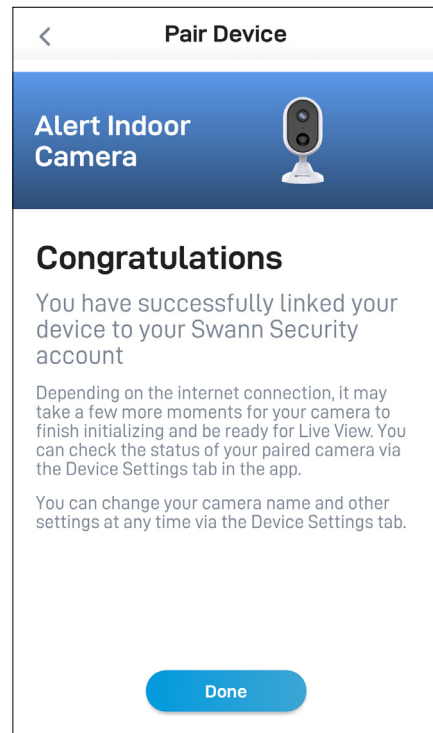 Pair Device
Alert Indoor
Camera
Congratulations
You have successfully linked your
device to your Swann Security
account
Depending on the internet connection, it may
take a few more moments for your camera to
finish initializing and be ready for Live View. You
can check the status of your paired camera via
the Device Settings tab in the app.
You can change your camera name and other
settings at any time via the Device Settings tab.
Done